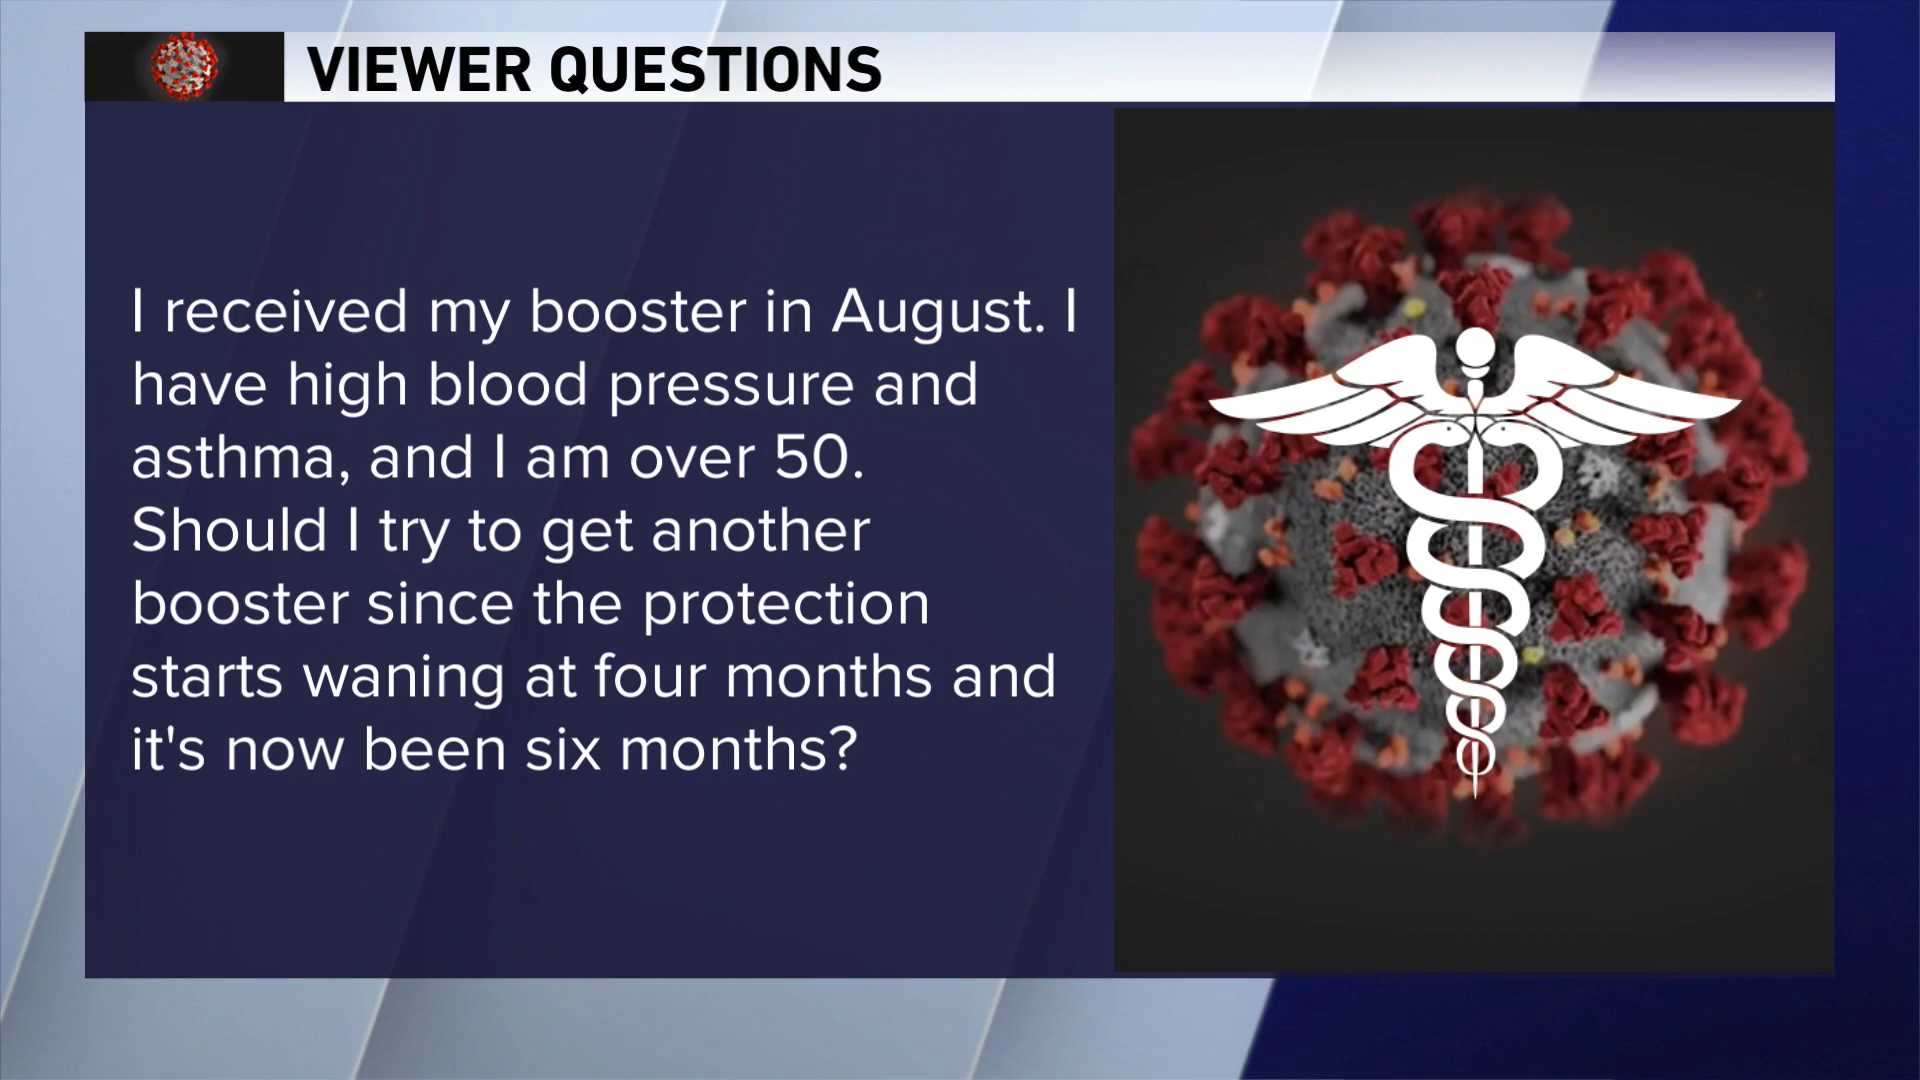 VIEWER QUESTIONS
I received my booster in August. I
have high blood pressure and
asthma, and I am over 50.
Should I try to get another
booster since the protection
starts waning at four months and
it's now been six months?